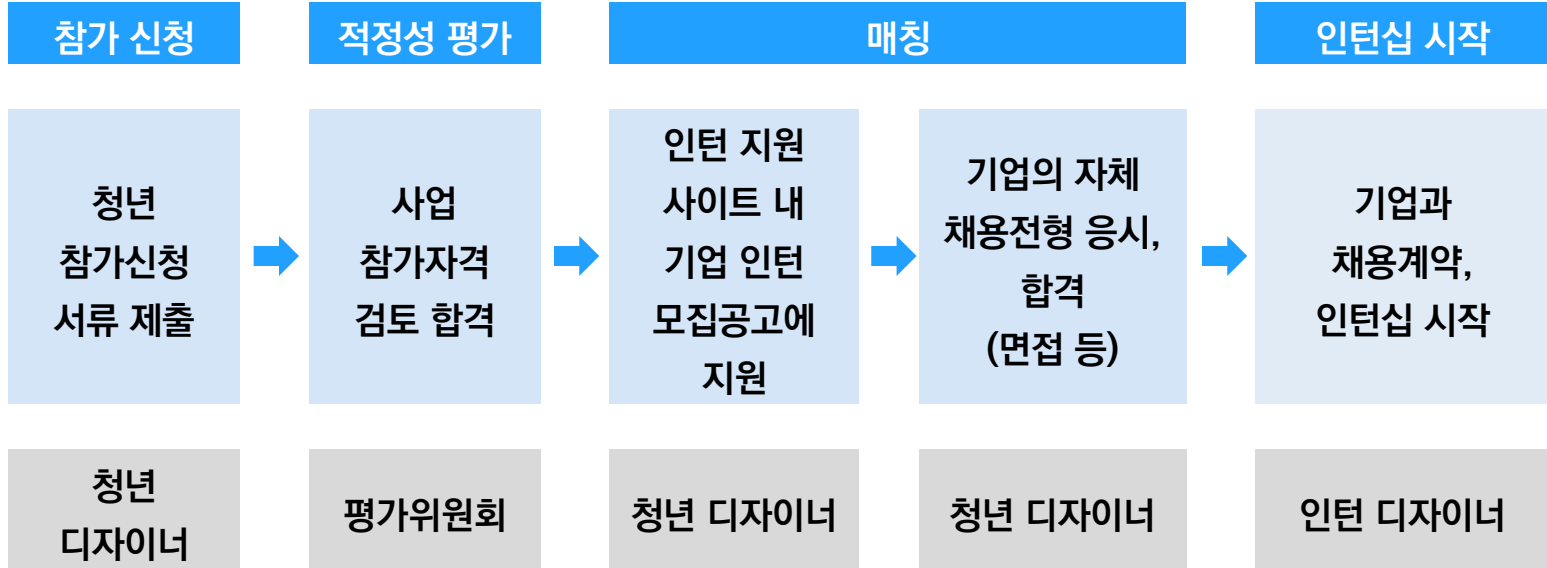 참가 신청
적정성 평가
매칭
인턴십 시작
청년
참가신청
서류 제출
사업
참가자격
검토 합격
인턴 지원
사이트 내
기업 인턴
모집공고에
지원
기업의 자체
채용전형 응시,
합격
(면접 등)
기업과
채용계약,
인턴십 시작
청년
디자이너
평가위원회
청년 디자이너
청년 디자이너
인턴 디자이너